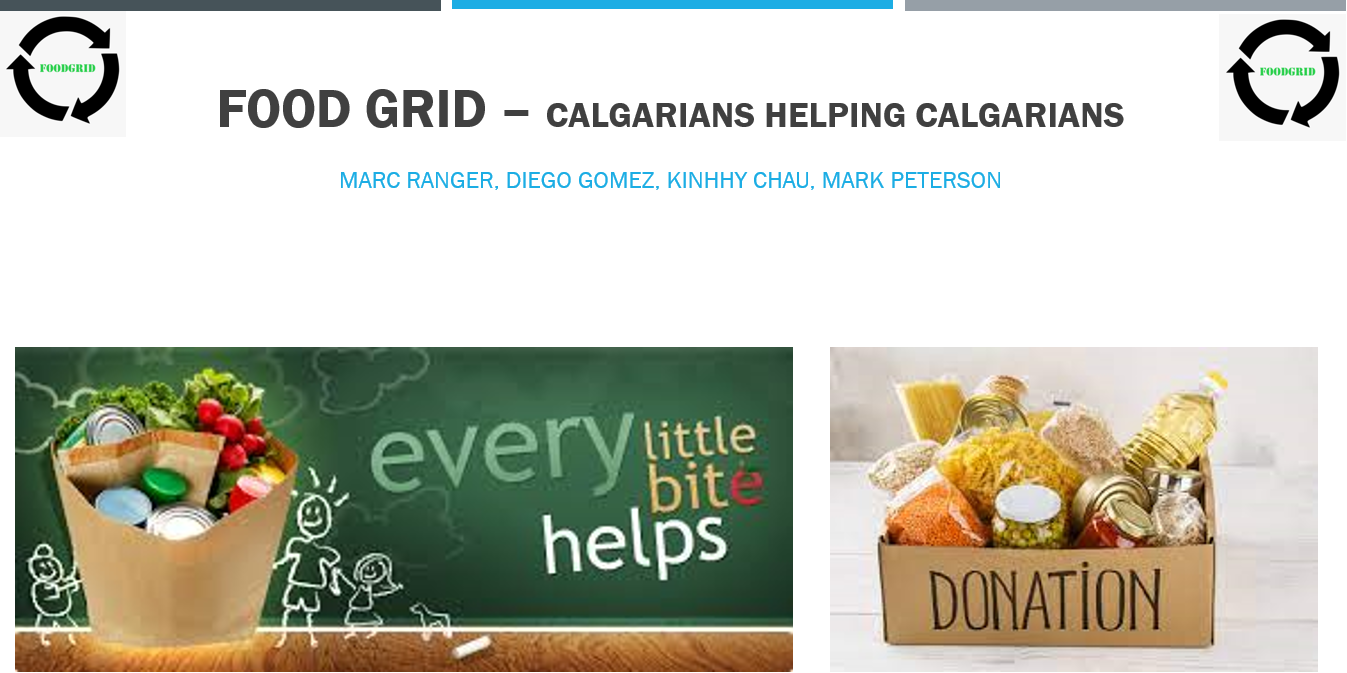 FOODGRID
FOODGRID
FOOD GRID – CALGARIANS HELPING CALGARIANS
MARC RANGER, DIEGO GOMEZ, KINHHY CHAU, MARK PETERSON
every little
bite
helps
DONATION